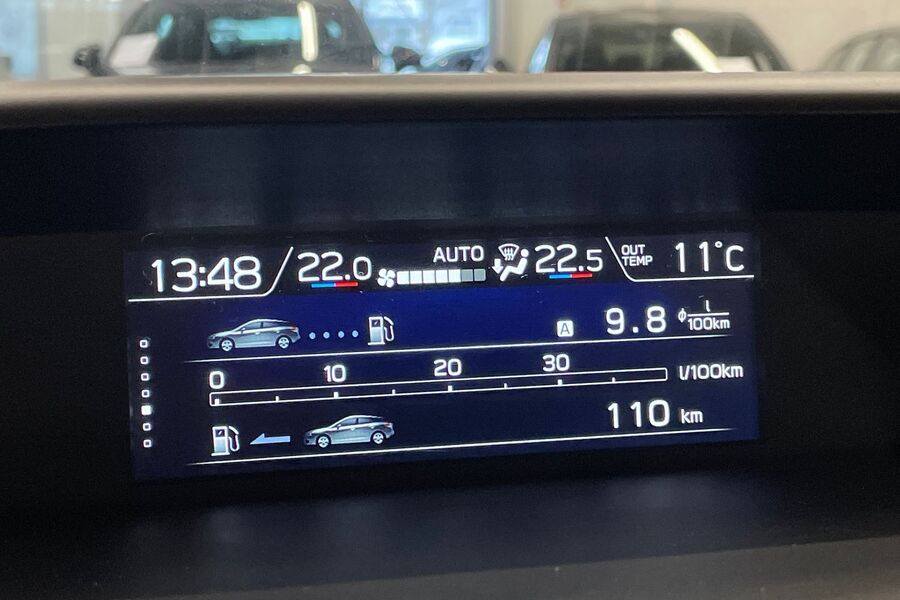 13:48 22.0 AUTO 22.5 OUT TEMP 11°C
A 9.8 ϕ l/100km
0 10 20 30 l/100km
110 km